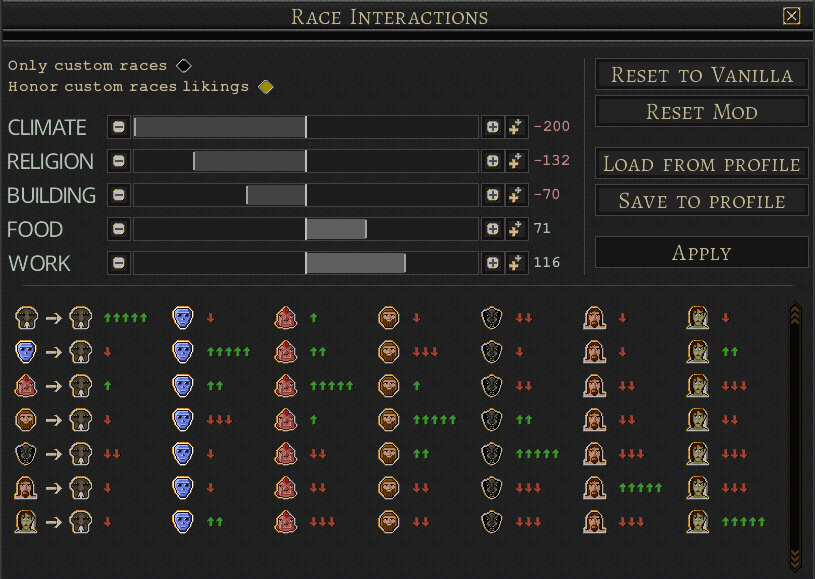 RACE INTERACTIONS
Only custom races
Honor custom races likings
CLIMATE -200
RELIGION -132
BUILDING -70
FOOD 71
WORK 116
RESET TO VANILLA
RESET MOD
LOAD FROM PROFILE
SAVE TO PROFILE
APPLY